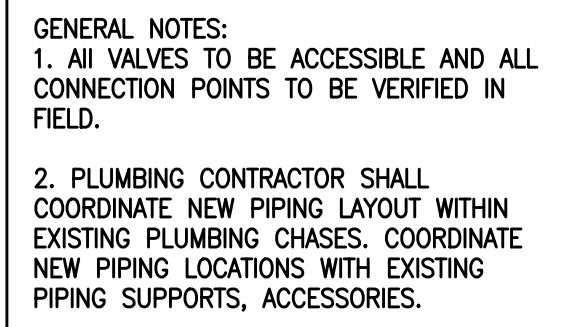 GENERAL NOTES:
1. All VALVES TO BE ACCESSIBLE AND ALL
CONNECTION POINTS TO BE VERIFIED IN
FIELD.
2. PLUMBING CONTRACTOR SHALL
COORDINATE NEW PIPING LAYOUT WITHIN
EXISTING PLUMBING CHASES. COORDINATE
NEW PIPING LOCATIONS WITH EXISTING
PIPING SUPPORTS, ACCESSORIES.